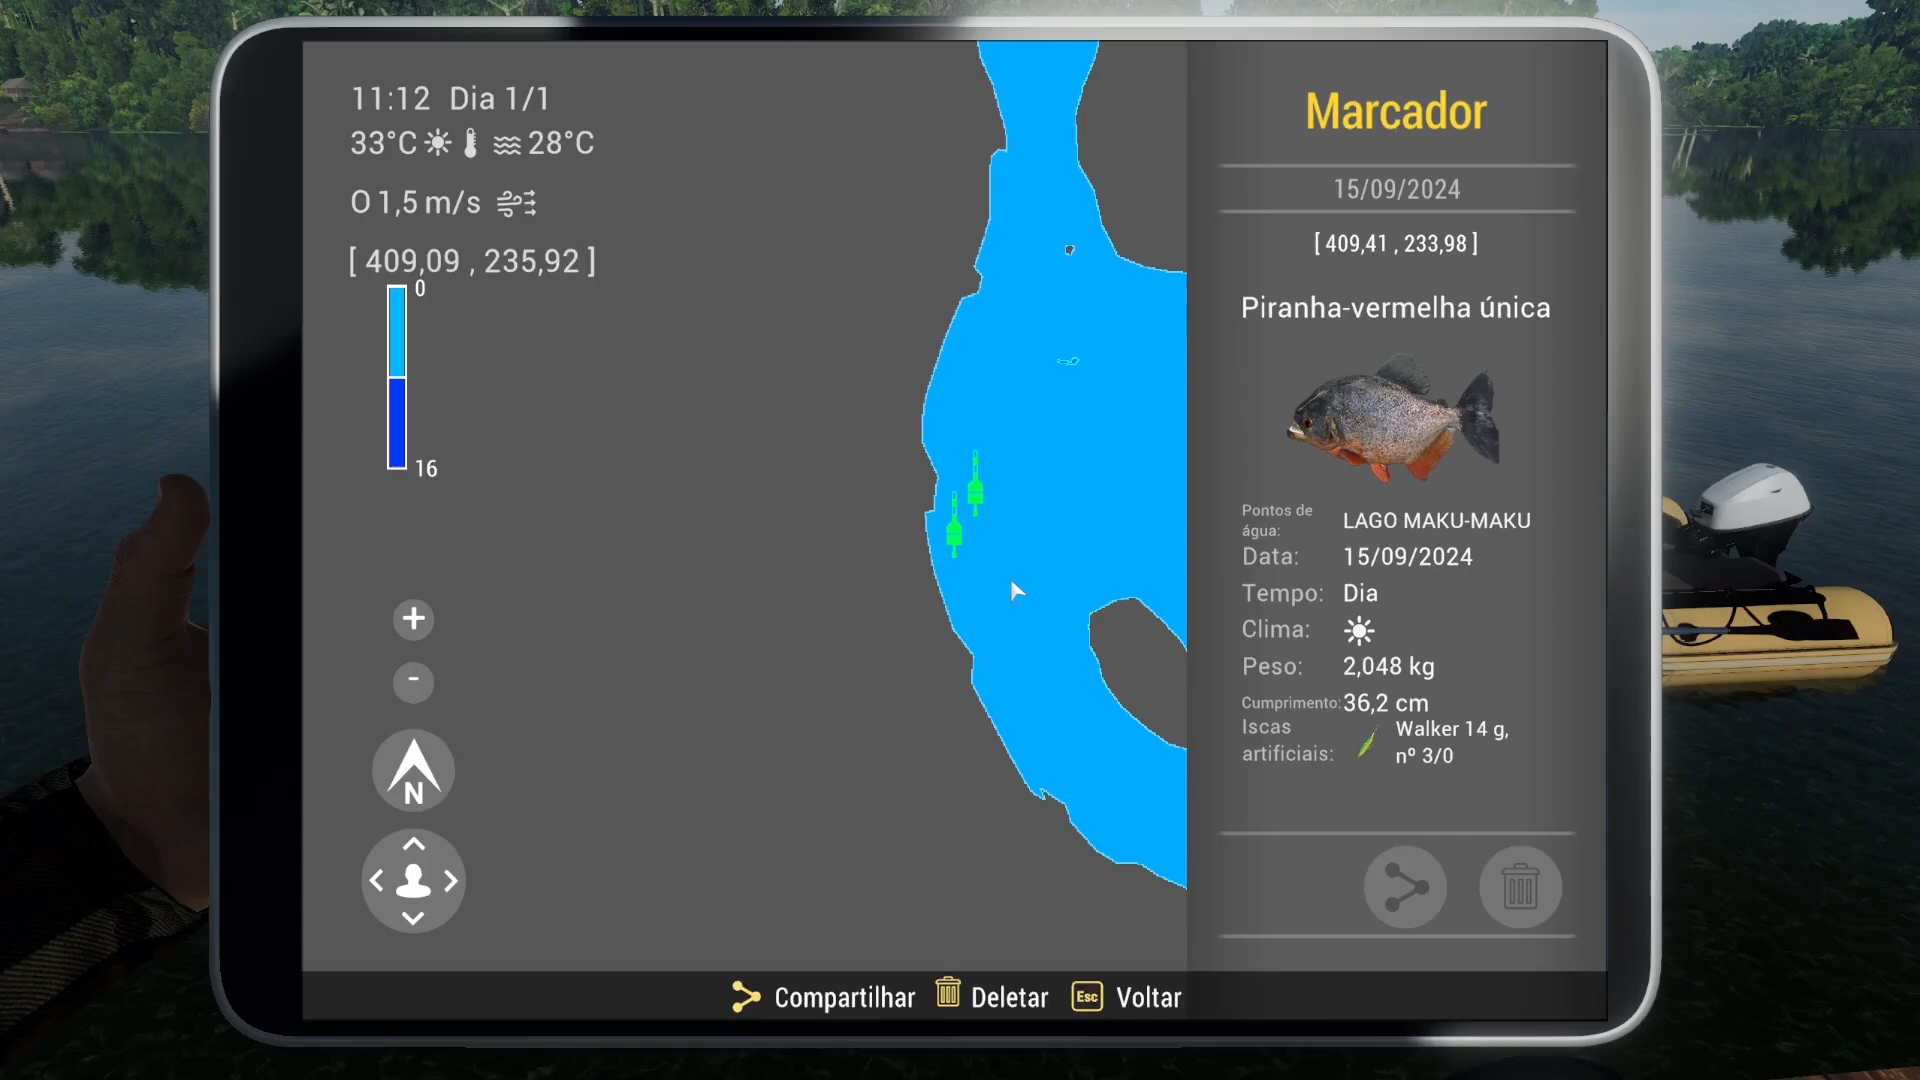 11:12 Dia 1/1
33°C 28°C
O 1,5 m/s
[ 409,09 , 235,92 ]
0
16
+
-
N
Marcador
15/09/2024
[ 409,41 , 233,98 ]
Piranha-vermelha única
Pontos de água: LAGO MAKU-MAKU
Data: 15/09/2024
Tempo: Dia
Clima:
Peso: 2,048 kg
Cumprimento: 36,2 cm
Iscas artificiais: Walker 14 g, nº 3/0
Compartilhar Deletar Esc Voltar